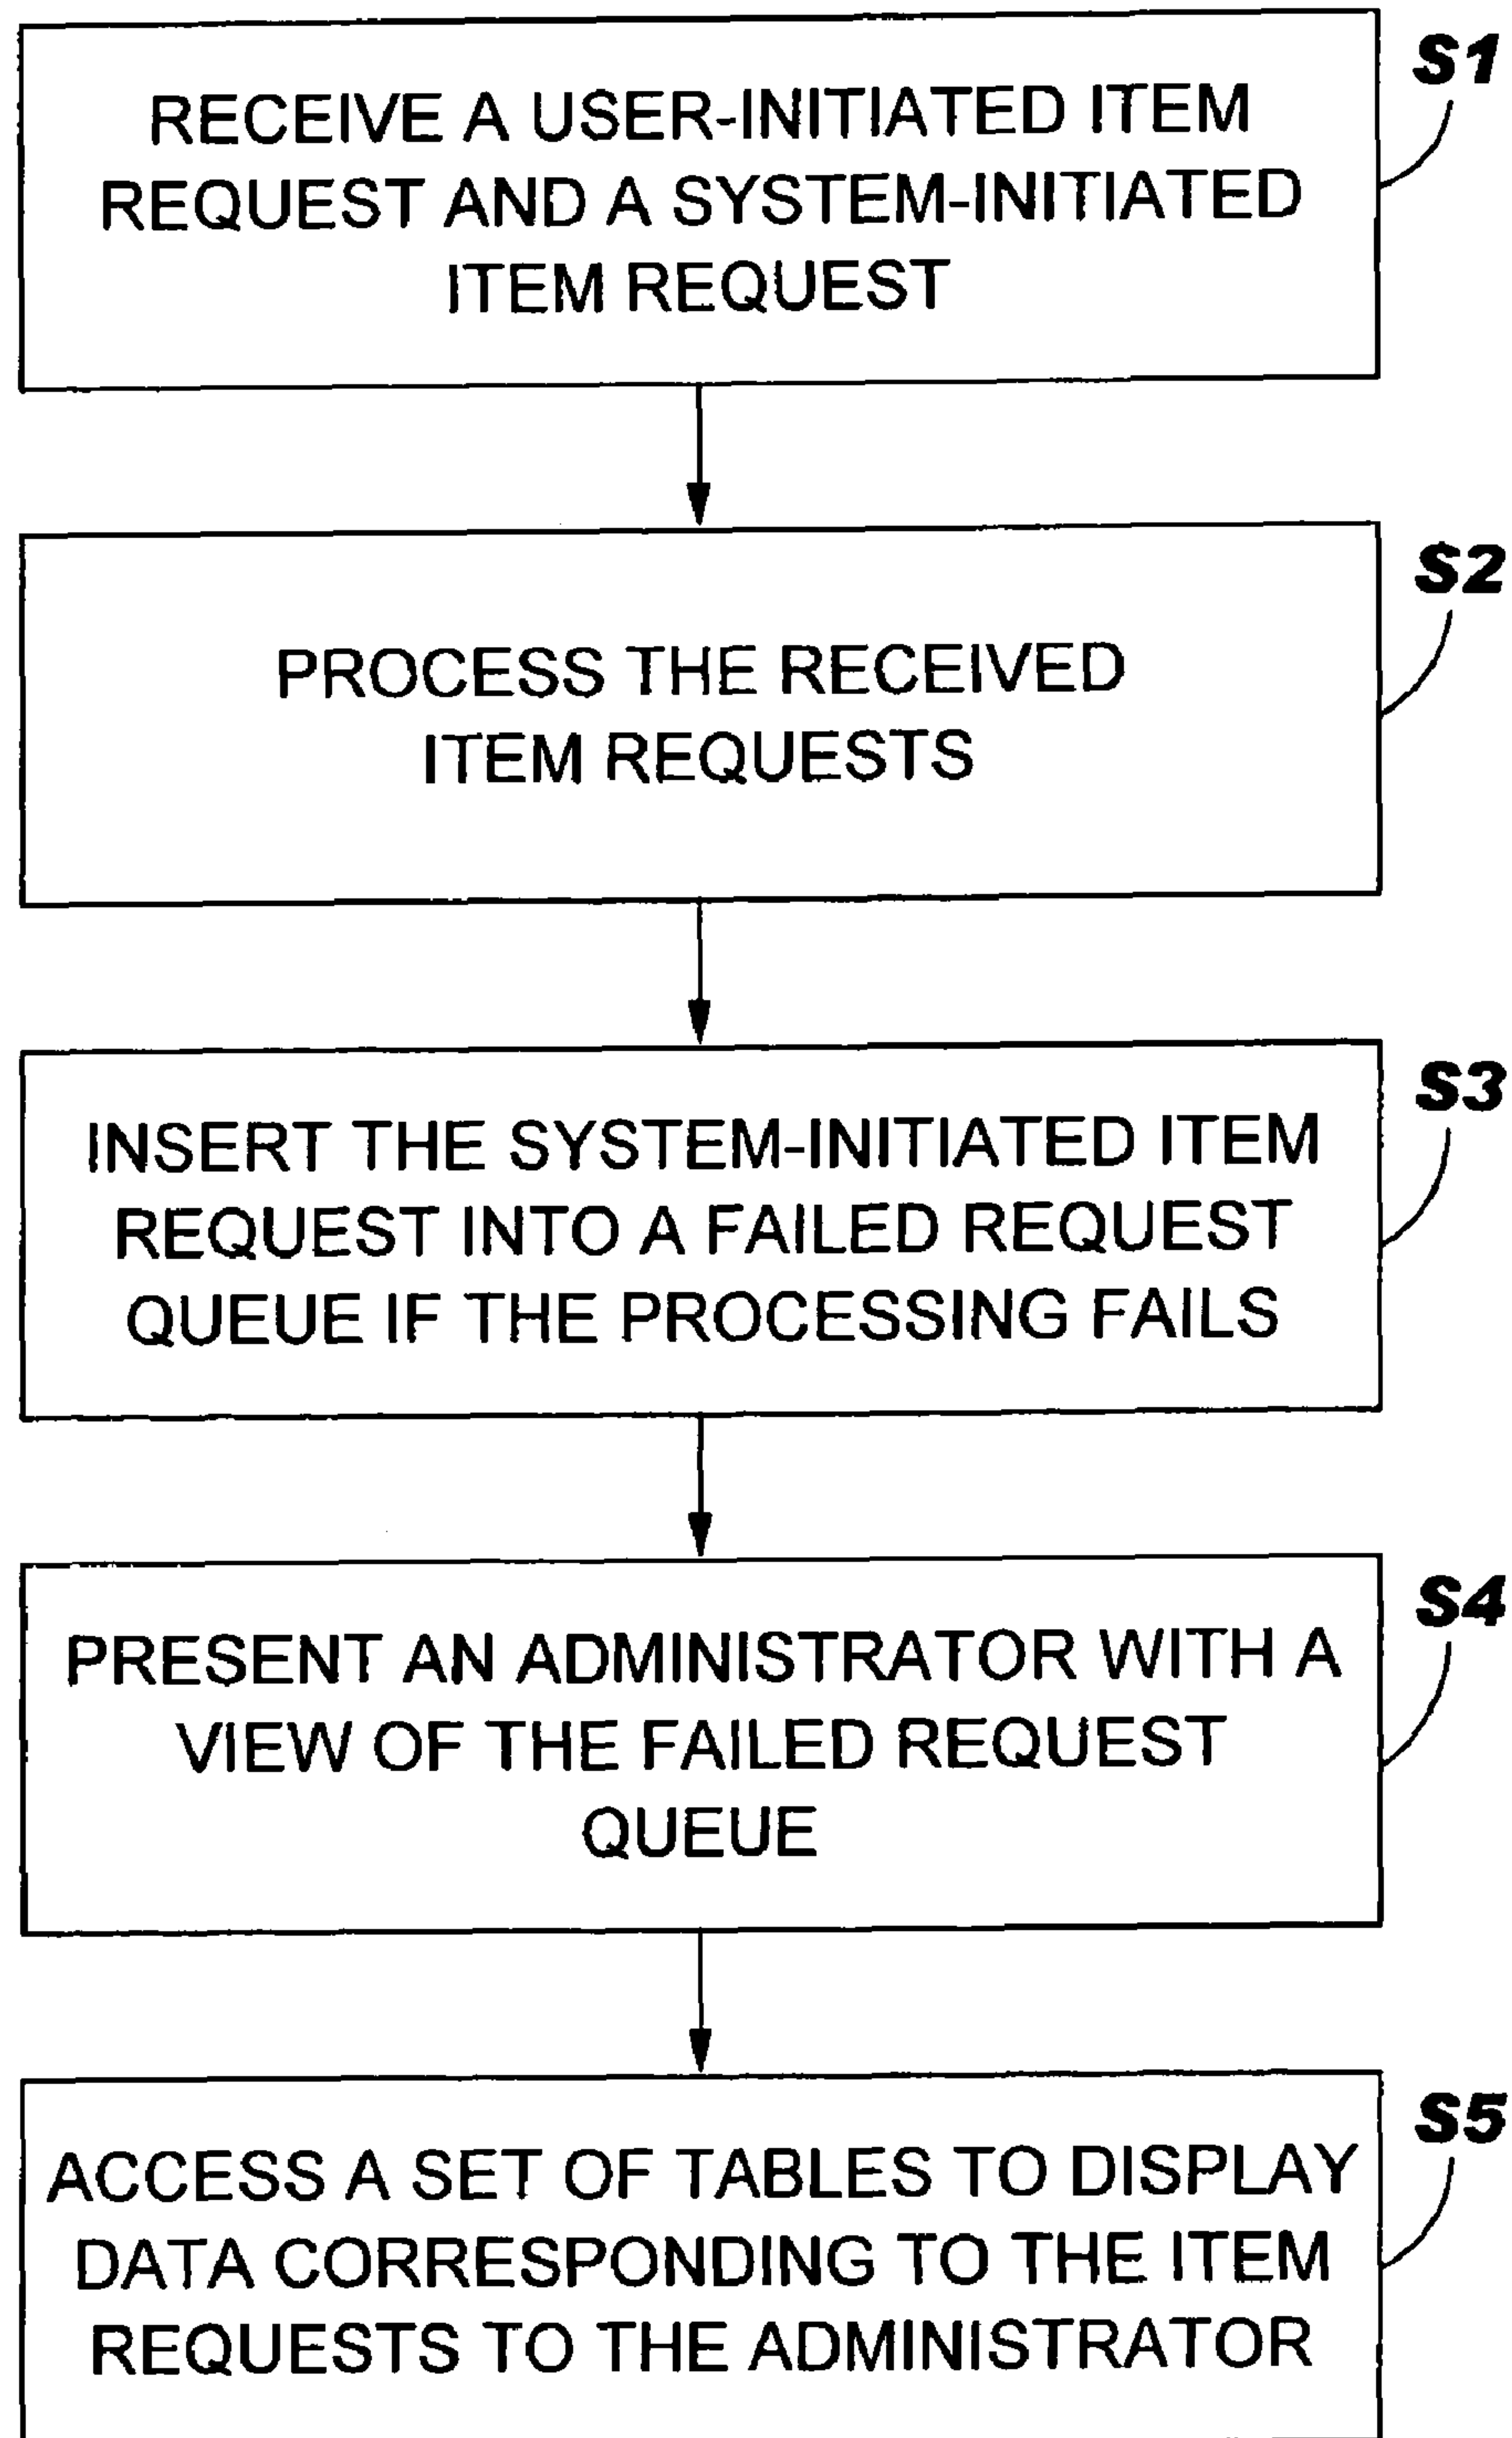 S1
RECEIVE A USER-INITIATED ITEM
REQUEST AND A SYSTEM-INITIATED
ITEM REQUEST
S2
PROCESS THE RECEIVED
ITEM REQUESTS
S3
INSERT THE SYSTEM-INITIATED ITEM
REQUEST INTO A FAILED REQUEST
QUEUE IF THE PROCESSING FAILS
S4
PRESENT AN ADMINISTRATOR WITH A
VIEW OF THE FAILED REQUEST
QUEUE
S5
ACCESS A SET OF TABLES TO DISPLAY
DATA CORRESPONDING TO THE ITEM
REQUESTS TO THE ADMINISTRATOR